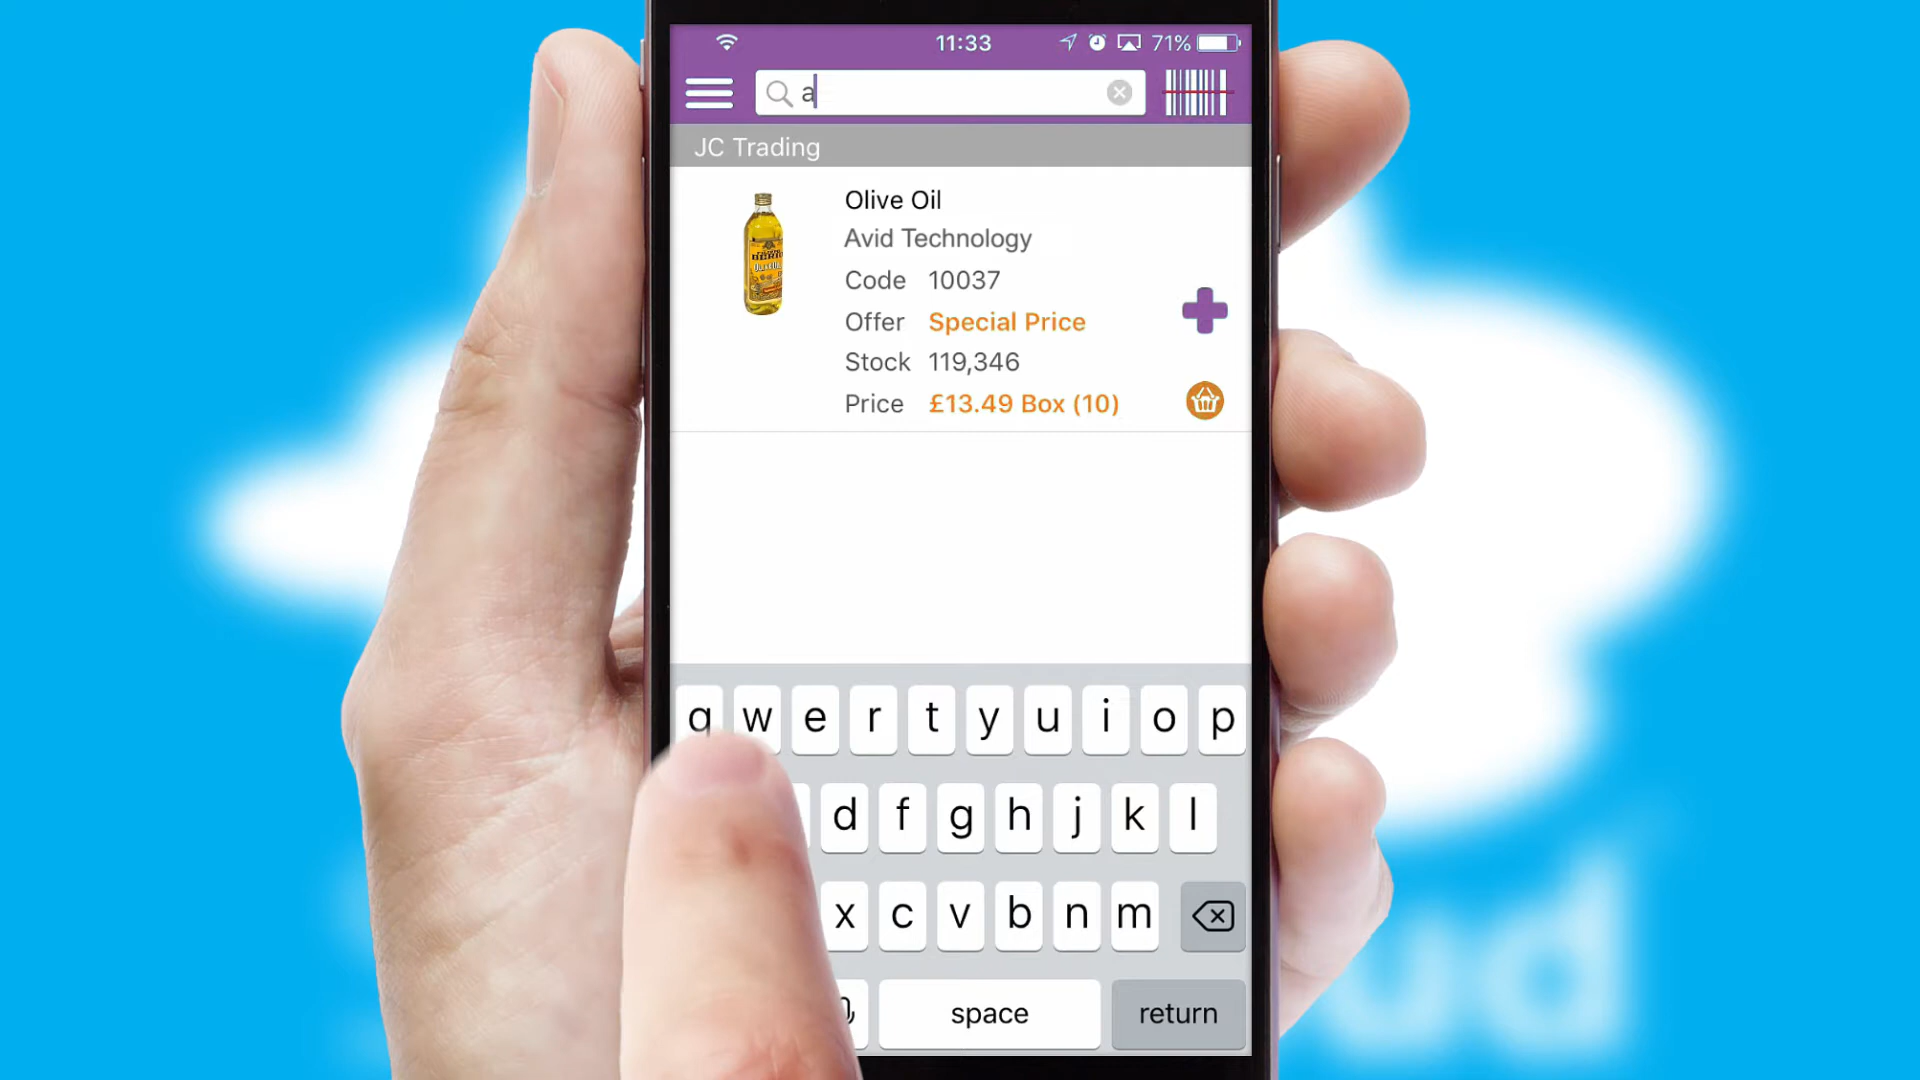 11:33
71%
a
JC Trading
Olive Oil
Avid Technology
Code 10037
Offer Special Price
Stock 119,346
Price £13.49 Box (10)
q w e r t y u i o p
d f g h j k l
x c v b n m
space return
ud